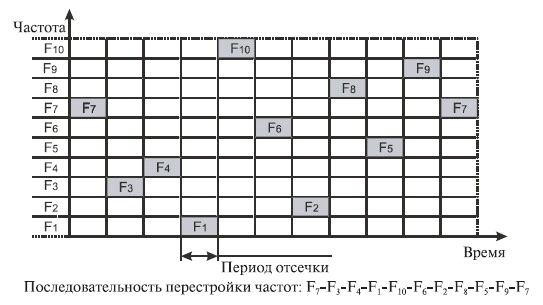 Частота
F10 F10
F9 F9
F8 F8
F7 F7 F7
F6 F6
F5 F5
F4 F4
F3 F3
F2 F2
F1 F1
Время
Период отсечки
Последовательность перестройки частот: F7-F3-F4-F1-F10-F6-F2-F8-F5-F9-F7